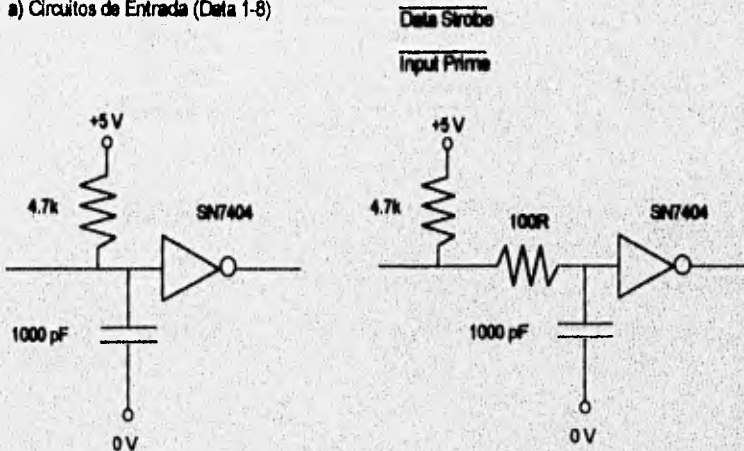 a) Circuitos de Entrada (Data 1-8)
Data Strobe
Input Prime
+5 V
4.7k
SN7404
1000 pF
0 V
+5 V
4.7k
100R
SN7404
1000 pF
0 V